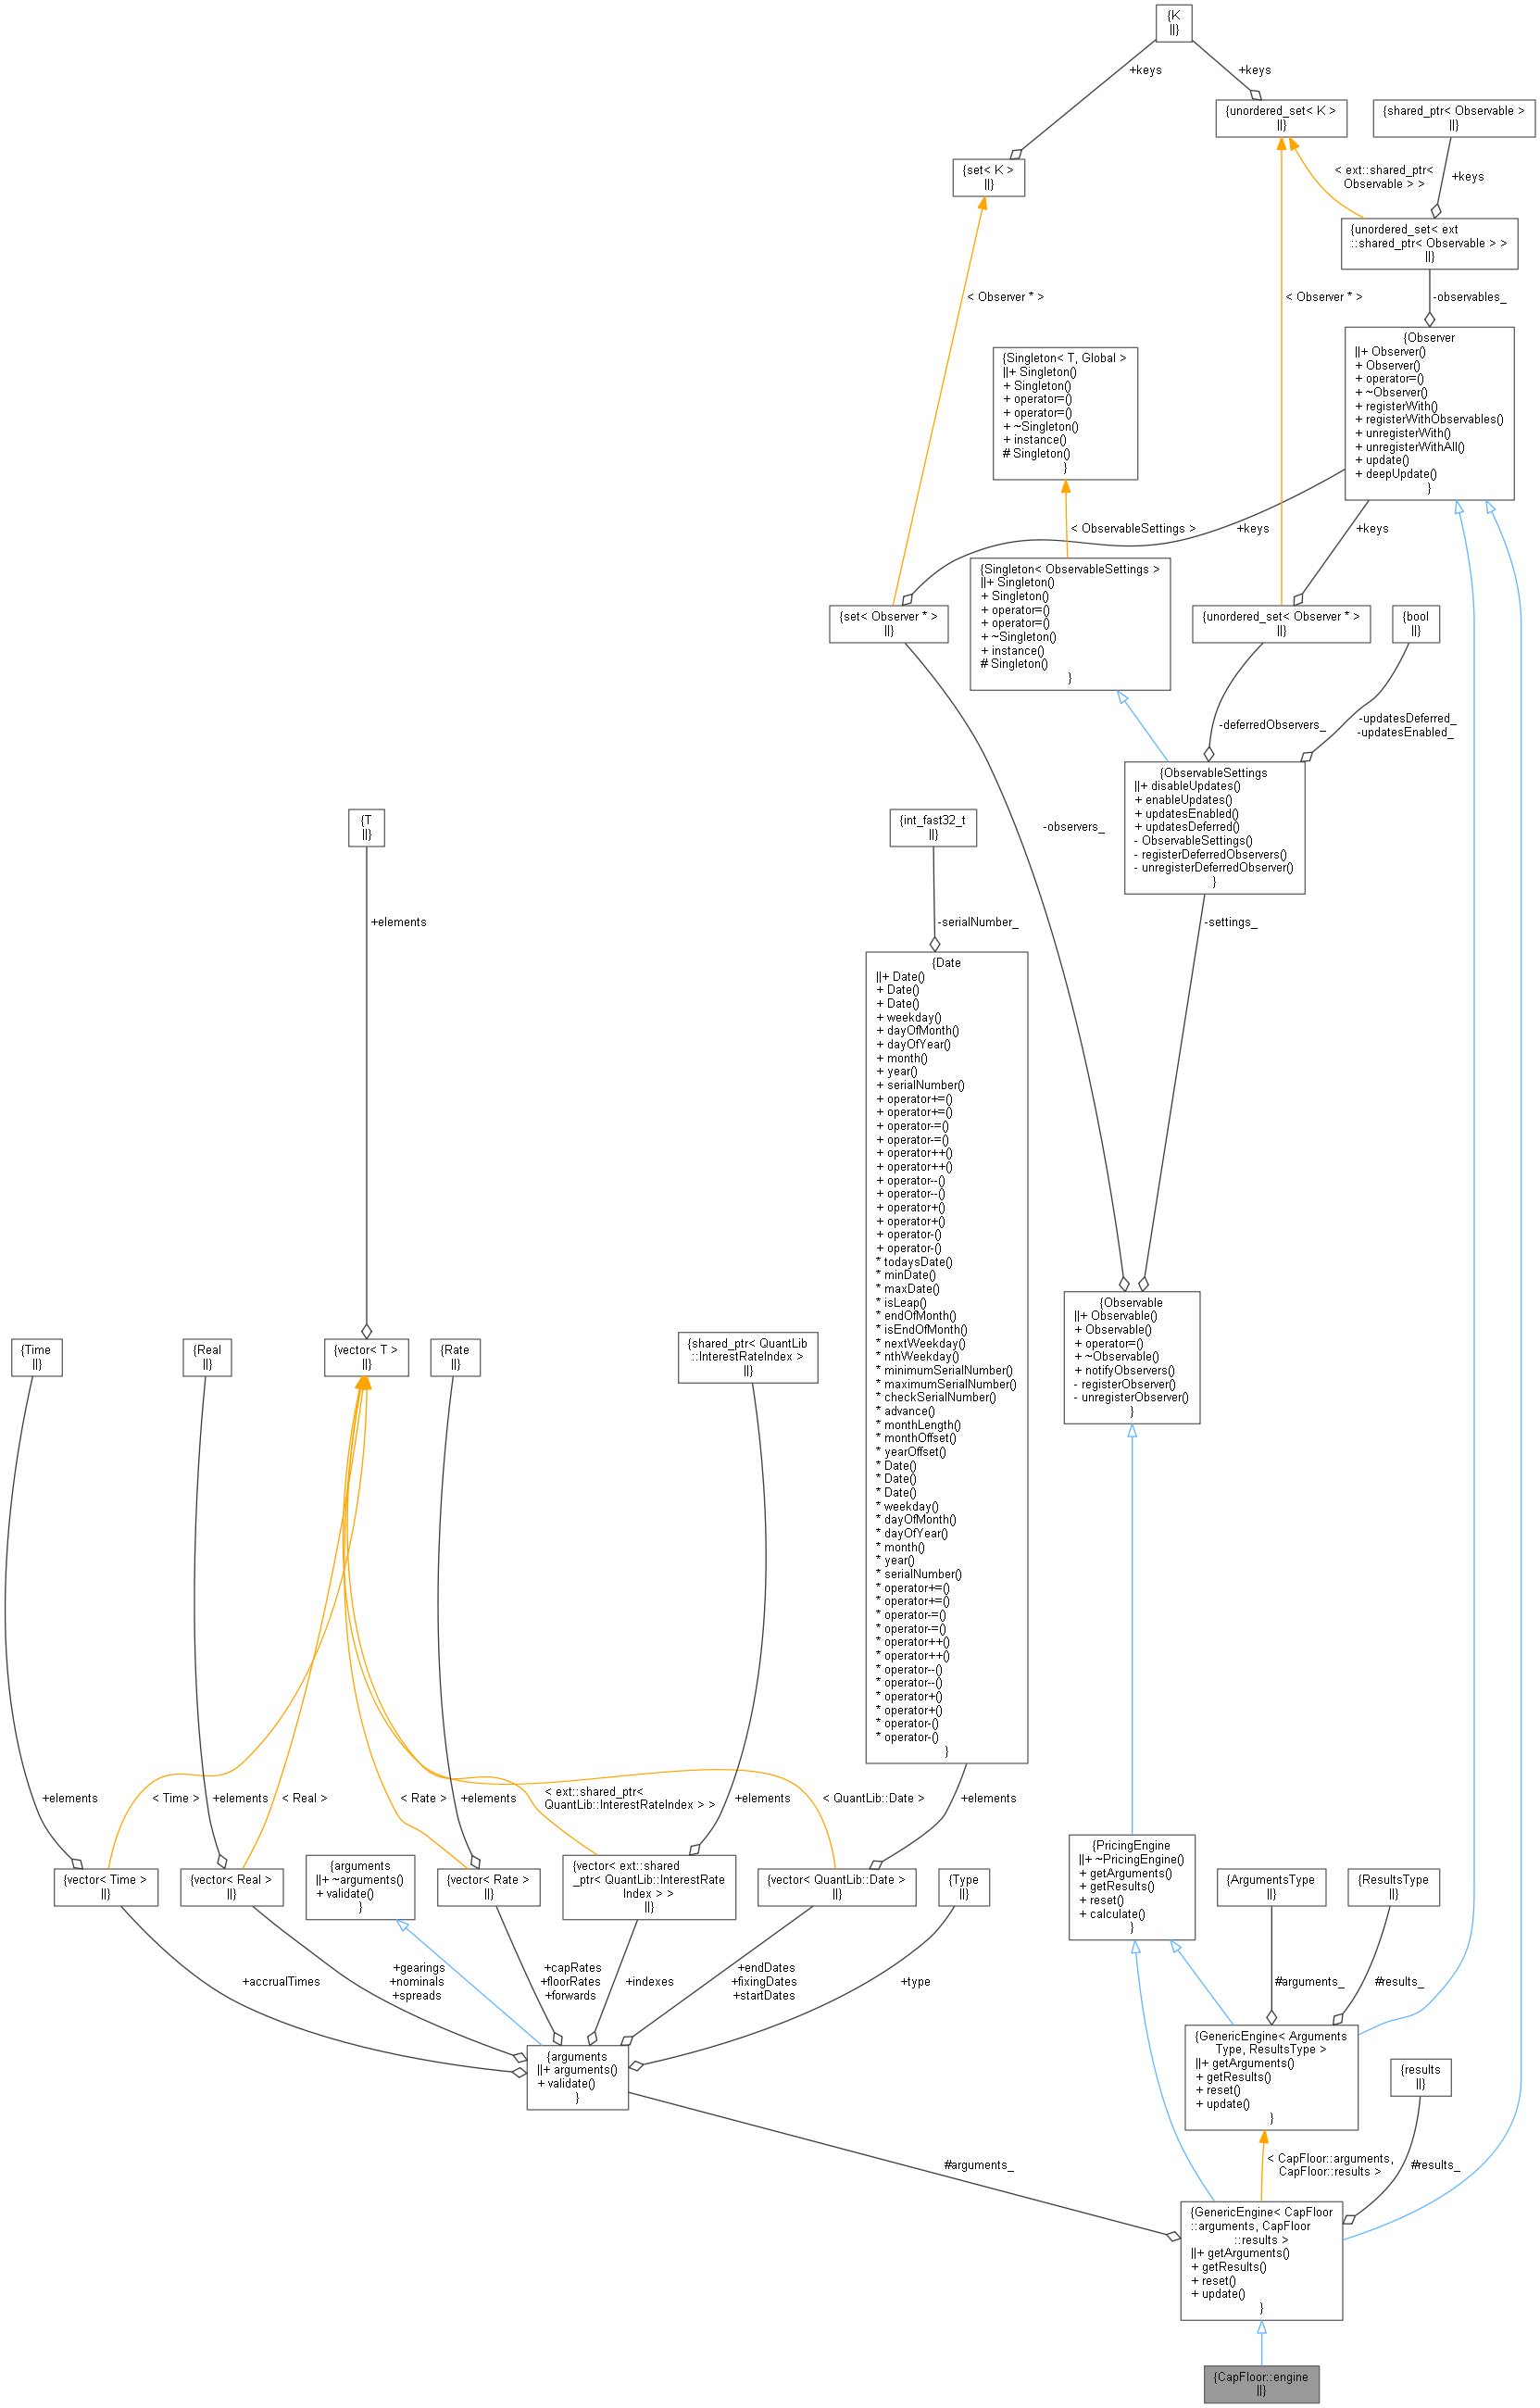 {K
||}
+keys
+keys
{unordered_set< K >
||}
{shared_ptr< Observable >
||}
{set< K >
||}
< ext::shared_ptr<
Observable > >
+keys
{unordered_set< ext
::shared_ptr< Observable > >
||}
< Observer * >
< Observer * >
-observables_
{Observer
||+ Observer()
+ Observer()
+ operator=()
+ ~Observer()
+ registerWith()
+ registerWithObservables()
+ unregisterWith()
+ unregisterWithAll()
+ update()
+ deepUpdate()
}
{Singleton< T, Global >
||+ Singleton()
+ Singleton()
+ operator=()
+ operator=()
+ ~Singleton()
+ instance()
# Singleton()
}
< ObservableSettings >
+keys
+keys
{Singleton< ObservableSettings >
||+ Singleton()
+ Singleton()
+ operator=()
+ operator=()
+ ~Singleton()
+ instance()
# Singleton()
}
{set< Observer * >
||}
{unordered_set< Observer * >
||}
{bool
||}
-deferredObservers_
-updatesDeferred_
-updatesEnabled_
{ObservableSettings
||+ disableUpdates()
+ enableUpdates()
+ updatesEnabled()
+ updatesDeferred()
- ObservableSettings()
- registerDeferredObservers()
- unregisterDeferredObserver()
}
{T
||}
{int_fast32_t
||}
-observers_
+elements
-serialNumber_
-settings_
{Date
||+ Date()
+ Date()
+ Date()
+ weekday()
+ dayOfMonth()
+ dayOfYear()
+ month()
+ year()
+ serialNumber()
+ operator+=()
+ operator+=()
+ operator-=()
+ operator-=()
+ operator++()
+ operator++()
+ operator--()
+ operator--()
+ operator+()
+ operator+()
+ operator-()
+ operator-()
* todaysDate()
* minDate()
* maxDate()
* isLeap()
* endOfMonth()
* isEndOfMonth()
* nextWeekday()
* nthWeekday()
* minimumSerialNumber()
* maximumSerialNumber()
* checkSerialNumber()
* advance()
* monthLength()
* monthOffset()
* yearOffset()
* Date()
* Date()
* Date()
* weekday()
* dayOfMonth()
* dayOfYear()
* month()
* year()
* serialNumber()
* operator+=()
* operator+=()
* operator-=()
* operator-=()
* operator++()
* operator++()
* operator--()
* operator--()
* operator+()
* operator+()
* operator-()
* operator-()
}
{Observable
||+ Observable()
+ Observable()
+ operator=()
+ ~Observable()
+ notifyObservers()
- registerObserver()
- unregisterObserver()
}
{Time
||}
{Real
||}
{vector< T >
||}
{Rate
||}
{shared_ptr< QuantLib
::InterestRateIndex >
||}
+elements
< Time >
+elements
< Real >
< Rate >
+elements
< ext::shared_ptr<
QuantLib::InterestRateIndex > >
+elements
< QuantLib::Date >
+elements
{vector< Time >
||}
{vector< Real >
||}
{arguments
||+ ~arguments()
+ validate()
}
{vector< Rate >
||}
{vector< ext::shared
_ptr< QuantLib::InterestRate
Index > >
||}
{vector< QuantLib::Date >
||}
{Type
||}
{PricingEngine
||+ ~PricingEngine()
+ getArguments()
+ getResults()
+ reset()
+ calculate()
}
{ArgumentsType
||}
{ResultsType
||}
+accrualTimes
+gearings
+nominals
+spreads
+capRates
+floorRates
+forwards
+indexes
+endDates
+fixingDates
+startDates
+type
#arguments_
#results_
{arguments
||+ arguments()
+ validate()
}
{GenericEngine< Arguments
Type, ResultsType >
||+ getArguments()
+ getResults()
+ reset()
+ update()
}
{results
||}
#arguments_
< CapFloor::arguments,
CapFloor::results >
#results_
{GenericEngine< CapFloor
::arguments, CapFloor
::results >
||+ getArguments()
+ getResults()
+ reset()
+ update()
}
{CapFloor::engine
||}